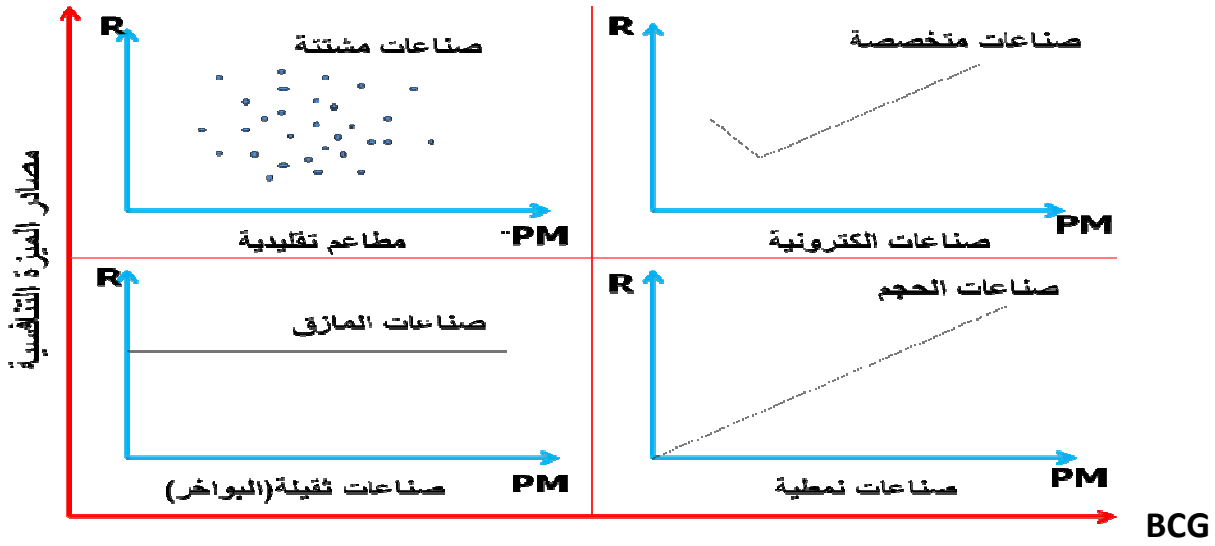 مصادر الميزة التنافسية
R
صناعات مشتتة
PM
مطاعم تقليدية
R
صناعات متخصصة
PM
صناعات الكترونية
R
صناعات المازق
PM
صناعات ثقيلة(البواخر)
R
صناعات الحجم
PM
صناعات نمطية
BCG